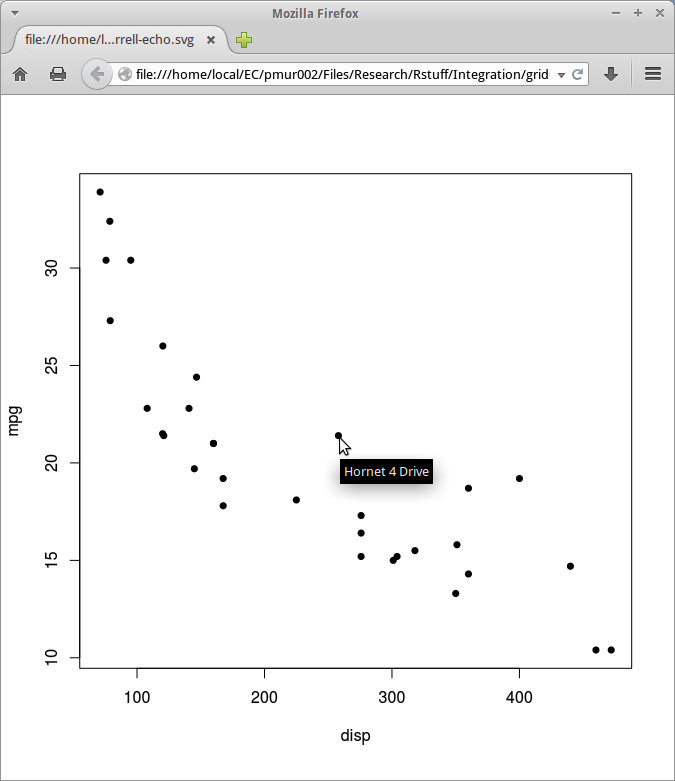 Mozilla Firefox
file:///home/l...rrell-echo.svg
file:///home/local/EC/pmur002/Files/Research/Rstuff/Integration/grid
30
25
20
15
10
mpg
Hornet 4 Drive
100 200 300 400
disp